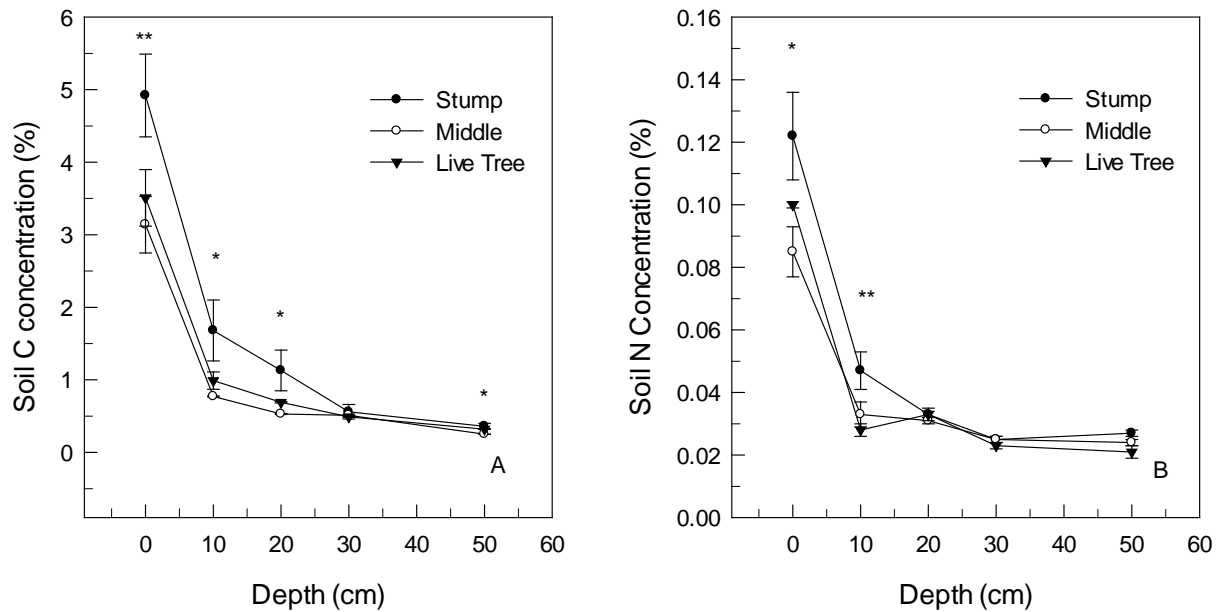 Soil C concentration (%)
6
5
4
3
2
1
0
**
*
*
*
Stump
Middle
Live Tree
A
0 10 20 30 40 50 60
Depth (cm)
Soil N Concentration (%)
0.16
0.14
0.12
0.10
0.08
0.06
0.04
0.02
0.00
*
**
Stump
Middle
Live Tree
B
0 10 20 30 40 50 60
Depth (cm)